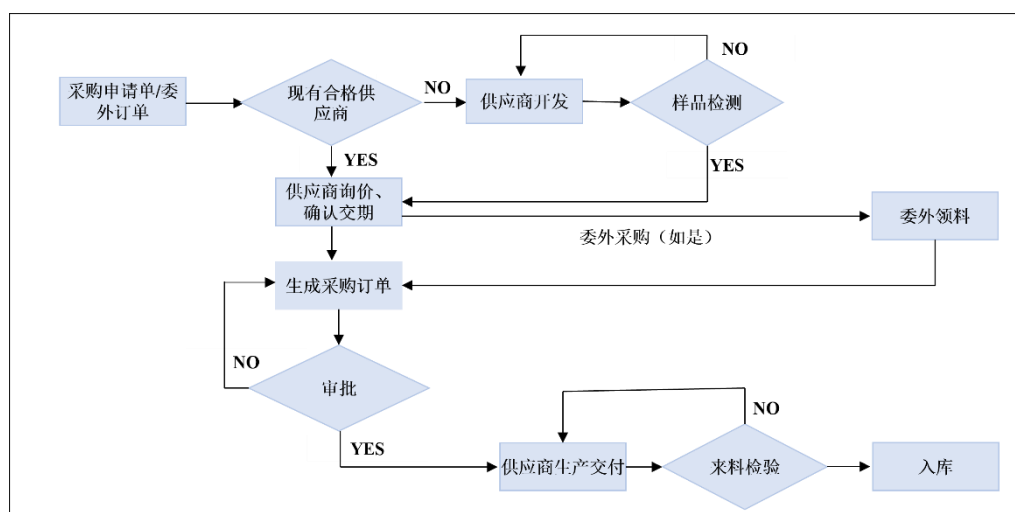 NO
采购申请单/委
外订单
现有合格供
应商
NO
供应商开发
样品检测
YES
YES
供应商询价、
确认交期
委外领料
委外采购（如是）
生成采购订单
NO
审批
NO
YES
供应商生产交付
来料检验
入库